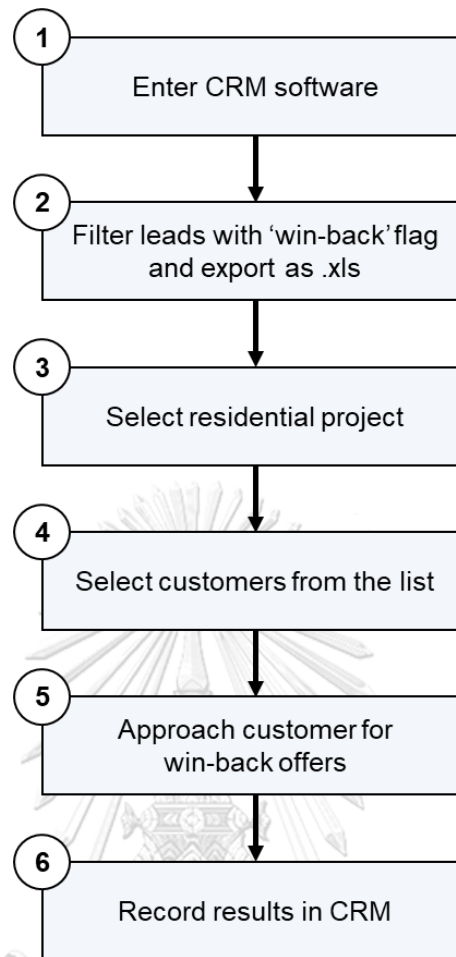 1
Enter CRM software
2
Filter leads with ‘win-back’ flag
and export as .xls
3
Select residential project
4
Select customers from the list
5
Approach customer for
win-back offers
6
Record results in CRM